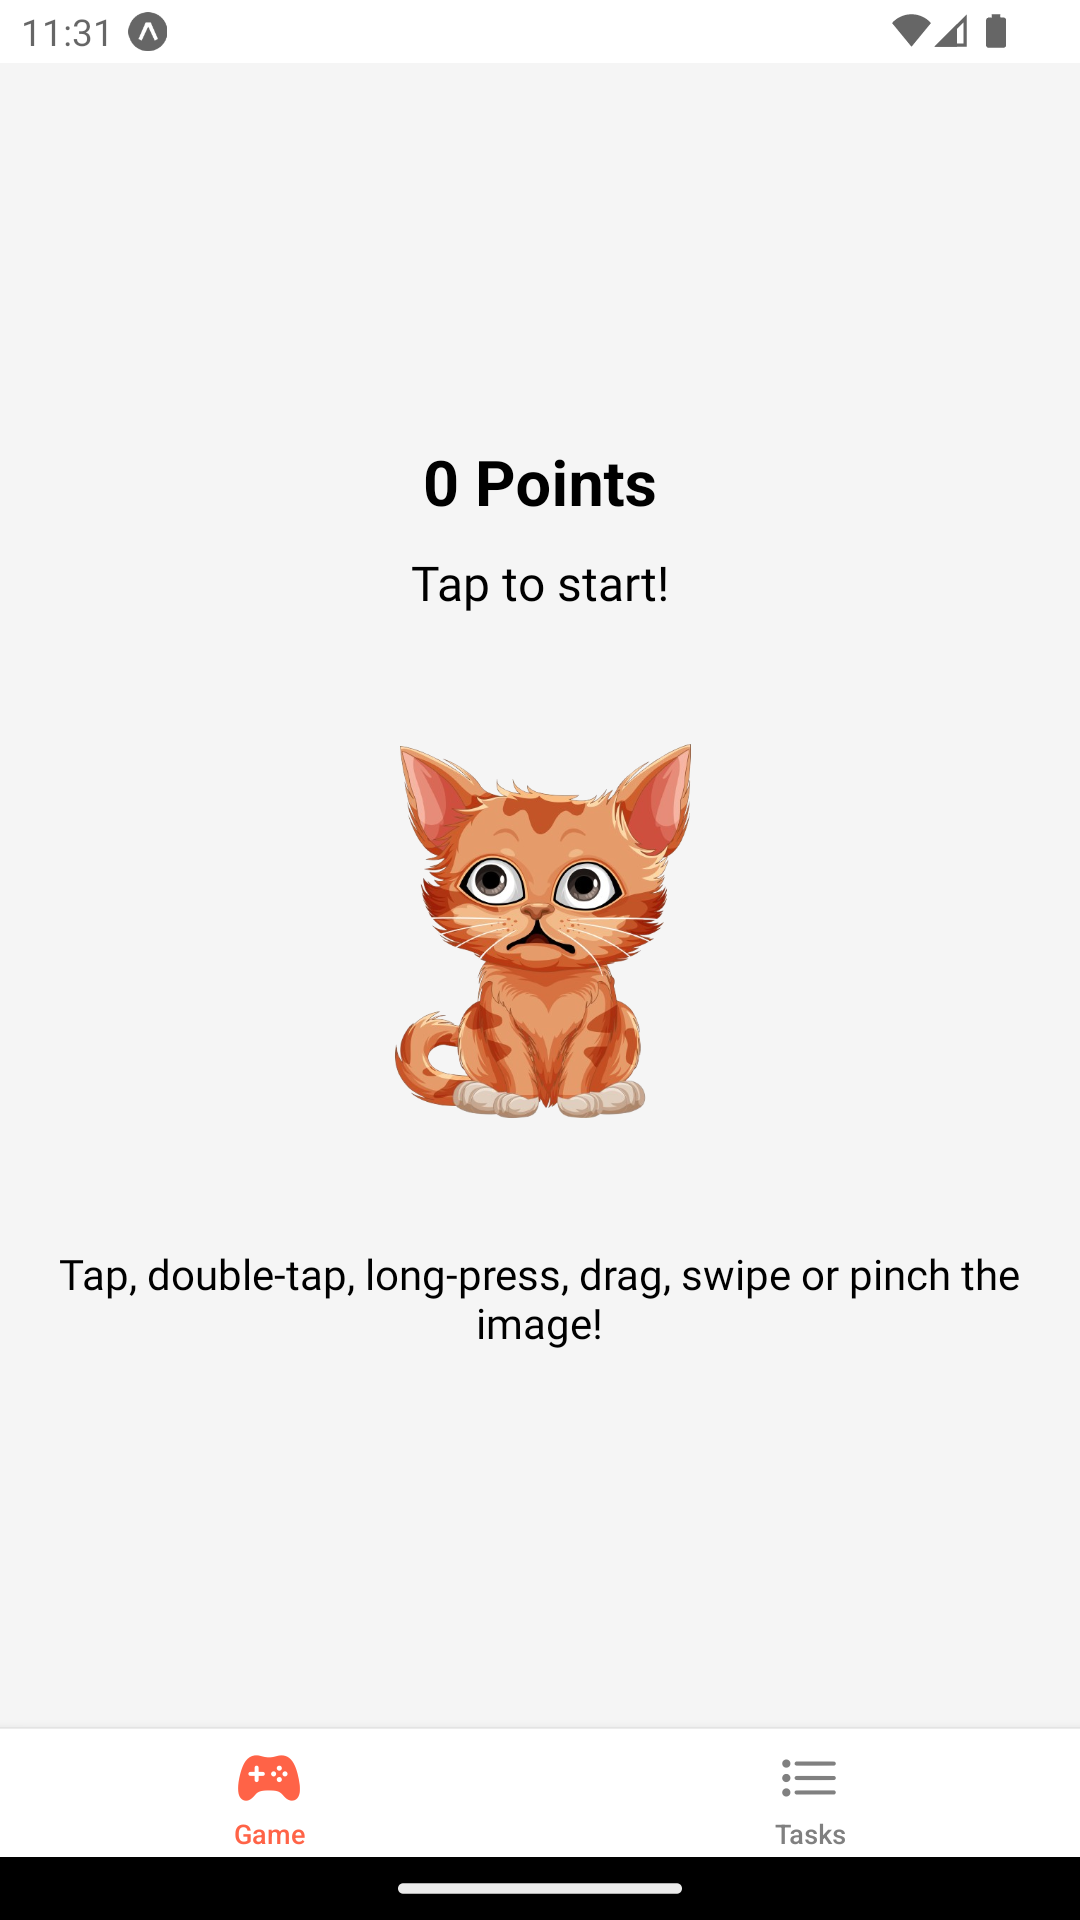 11:31
0 Points
Tap to start!
Tap, double-tap, long-press, drag, swipe or pinch the
image!
Game
Tasks